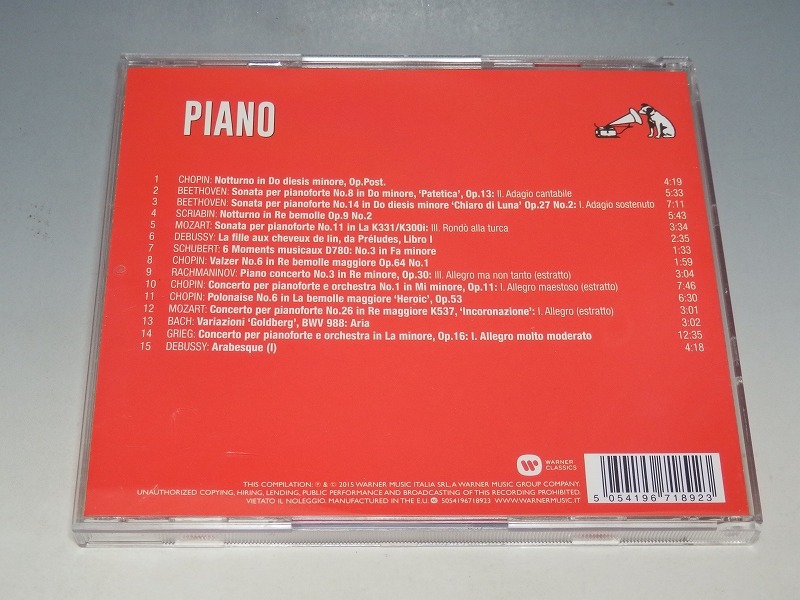 PIANO
1 CHOPIN: Notturno in Do diesis minore, Op.Post. 4:19
2 BEETHOVEN: Sonata per pianoforte No.8 in Do minore, ‘Patetica’, Op.13: II. Adagio cantabile 5:33
3 BEETHOVEN: Sonata per pianoforte No.14 in Do diesis minore ‘Chiaro di Luna’ Op.27 No.2: I. Adagio sostenuto 7:11
4 SCRIABIN: Notturno in Re bemolle Op.9 No.2 5:43
5 MOZART: Sonata per pianoforte No.11 in La K331/K300i: III. Rondò alla turca 3:34
6 DEBUSSY: La fille aux cheveux de lin, da Préludes, Libro I 2:35
7 SCHUBERT: 6 Moments musicaux D780: No.3 in Fa minore 1:33
8 CHOPIN: Valzer No.6 in Re bemolle maggiore Op.64 No.1 1:59
9 RACHMANINOV: Piano concerto No.3 in Re minore, Op.30: III. Allegro ma non tanto (estratto) 3:04
10 CHOPIN: Concerto per pianoforte e orchestra No.1 in Mi minore, Op.11: I. Allegro maestoso (estratto) 7:46
11 CHOPIN: Polonaise No.6 in La bemolle maggiore ‘Heroic’, Op.53 6:30
12 MOZART: Concerto per pianoforte No.26 in Re maggiore K537, ‘Incoronazione’: I. Allegro (estratto) 3:01
13 BACH: Variazioni ‘Goldberg’, BWV 988: Aria 3:02
14 GRIEG: Concerto per pianoforte e orchestra in La minore, Op.16: I. Allegro molto moderato 12:35
15 DEBUSSY: Arabesque (I) 4:18
WARNER
CLASSICS
THIS COMPILATION: ℗ & © 2015 WARNER MUSIC ITALIA SRL, A WARNER MUSIC GROUP COMPANY.
UNAUTHORIZED COPYING, HIRING, LENDING, PUBLIC PERFORMANCE AND BROADCASTING OF THIS RECORDING PROHIBITED.
VIETATO IL NOLEGGIO. MANUFACTURED IN THE E.U. 5054196718923 WWW.WARNERMUSIC.IT
5 054196 718923